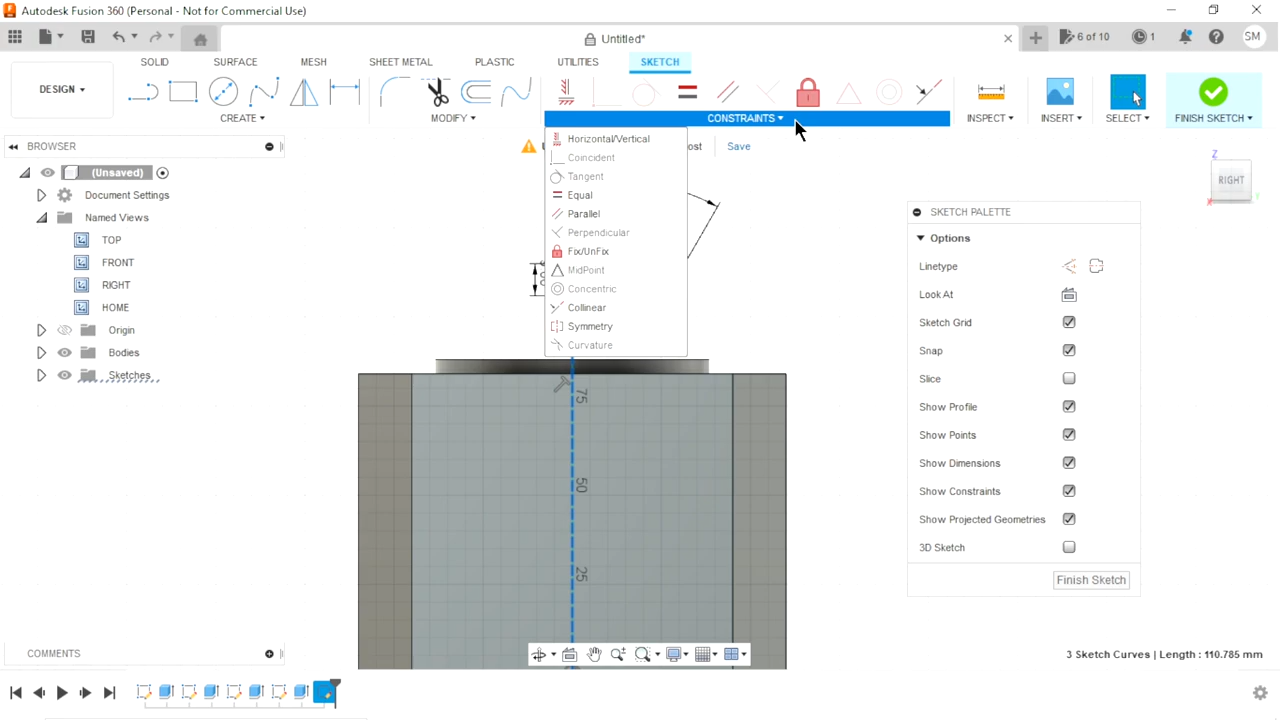 Autodesk Fusion 360 (Personal - Not for Commercial Use)
Untitled*
6 of 10
1
SM
DESIGN
SOLID
SURFACE
MESH
SHEET METAL
PLASTIC
UTILITIES
SKETCH
CREATE
MODIFY
CONSTRAINTS
INSPECT
INSERT
SELECT
FINISH SKETCH
BROWSER
(Unsaved)
Document Settings
Named Views
TOP
FRONT
RIGHT
HOME
Origin
Bodies
Sketches
Horizontal/Vertical
Coincident
Tangent
Equal
Parallel
Perpendicular
Fix/UnFix
MidPoint
Concentric
Collinear
Symmetry
Curvature
ost
Save
75
50
25
Z
RIGHT
X
Y
SKETCH PALETTE
Options
Linetype
Look At
Sketch Grid
Snap
Slice
Show Profile
Show Points
Show Dimensions
Show Constraints
Show Projected Geometries
3D Sketch
Finish Sketch
COMMENTS
3 Sketch Curves | Length : 110.785 mm